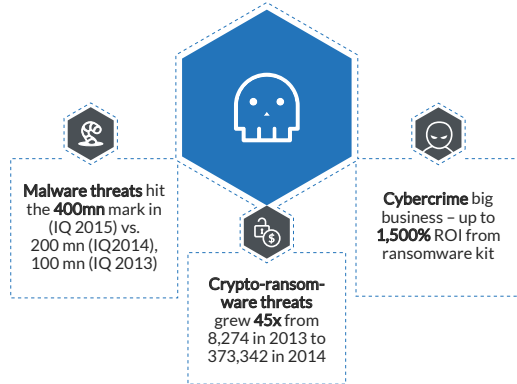 Malware threats hit
the 400mn mark in
(IQ 2015) vs.
200 mn (IQ2014),
100 mn (IQ 2013)
$
Crypto-ransom-
ware threats
grew 45x from
8,274 in 2013 to
373,342 in 2014
Cybercrime big
business – up to
1,500% ROI from
ransomware kit